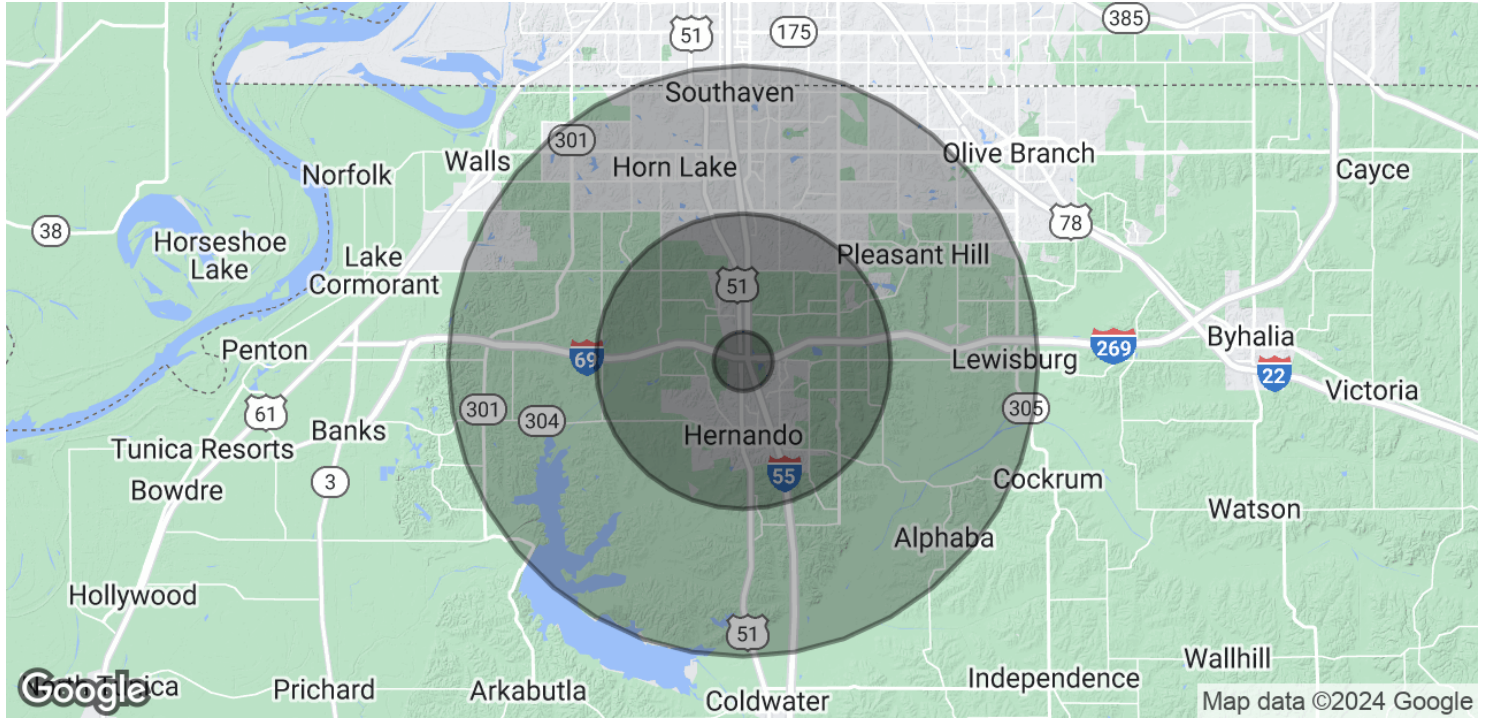 385
51
175
Southaven
301
Walls
Horn Lake
Olive Branch
Norfolk
Cayce
38
78
Horseshoe
Lake
Lake
Cormorant
Pleasant Hill
51
Penton
69
Lewisburg
269
Byhalia
22
Victoria
61
301
304
305
Banks
Hernando
Tunica Resorts
3
55
Bowdre
Cockrum
Watson
Alphaba
Hollywood
51
Wallhill
Independence
North Tunica
Google
Prichard
Arkabutla
Coldwater
Map data ©2024 Google